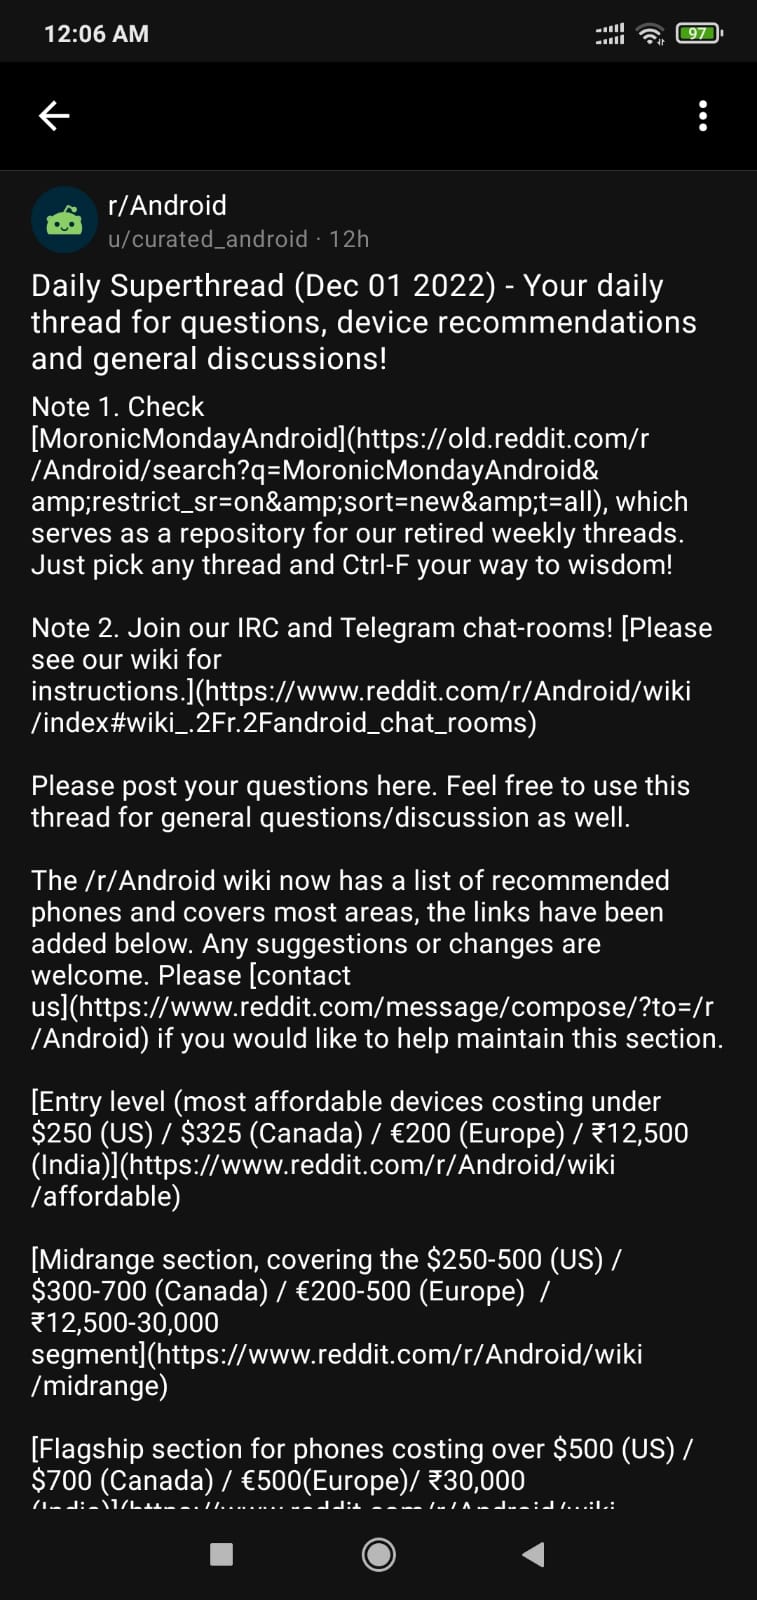 12:06 AM
97
r/Android
u/curated_android · 12h
Daily Superthread (Dec 01 2022) - Your daily
thread for questions, device recommendations
and general discussions!
Note 1. Check
[MoronicMondayAndroid](https://old.reddit.com/r
/Android/search?q=MoronicMondayAndroid&
amp;restrict_sr=on&amp;sort=new&amp;t=all), which
serves as a repository for our retired weekly threads.
Just pick any thread and Ctrl-F your way to wisdom!
Note 2. Join our IRC and Telegram chat-rooms! [Please
see our wiki for
instructions.](https://www.reddit.com/r/Android/wiki
/index#wiki_.2Fr.2Fandroid_chat_rooms)
Please post your questions here. Feel free to use this
thread for general questions/discussion as well.
The /r/Android wiki now has a list of recommended
phones and covers most areas, the links have been
added below. Any suggestions or changes are
welcome. Please [contact
us](https://www.reddit.com/message/compose/?to=/r
/Android) if you would like to help maintain this section.
[Entry level (most affordable devices costing under
$250 (US) / $325 (Canada) / €200 (Europe) / ₹12,500
(India)](https://www.reddit.com/r/Android/wiki
/affordable)
[Midrange section, covering the $250-500 (US) /
$300-700 (Canada) / €200-500 (Europe)  /
₹12,500-30,000
segment](https://www.reddit.com/r/Android/wiki
/midrange)
[Flagship section for phones costing over $500 (US) /
$700 (Canada) / €500(Europe)/ ₹30,000
(India)](https://www.reddit.com/r/Android/wiki